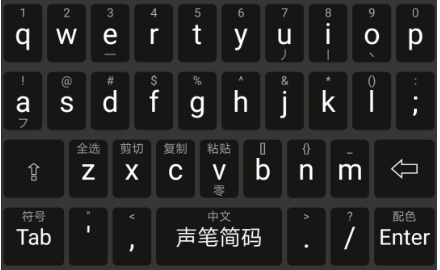 1 2 3 4 5 6 7 8 9 0
q w e r t y u i o p
一 丿 丨 丶
! @ # $ % ^ & * () :
a s d f g h j k l ;
㇇
全选 剪切 复制 粘贴 [] {} _
⇧ z x c v b n m ⇦
零
符号 " < 中文 > ? 配色
Tab ' , 声笔简码 . / Enter